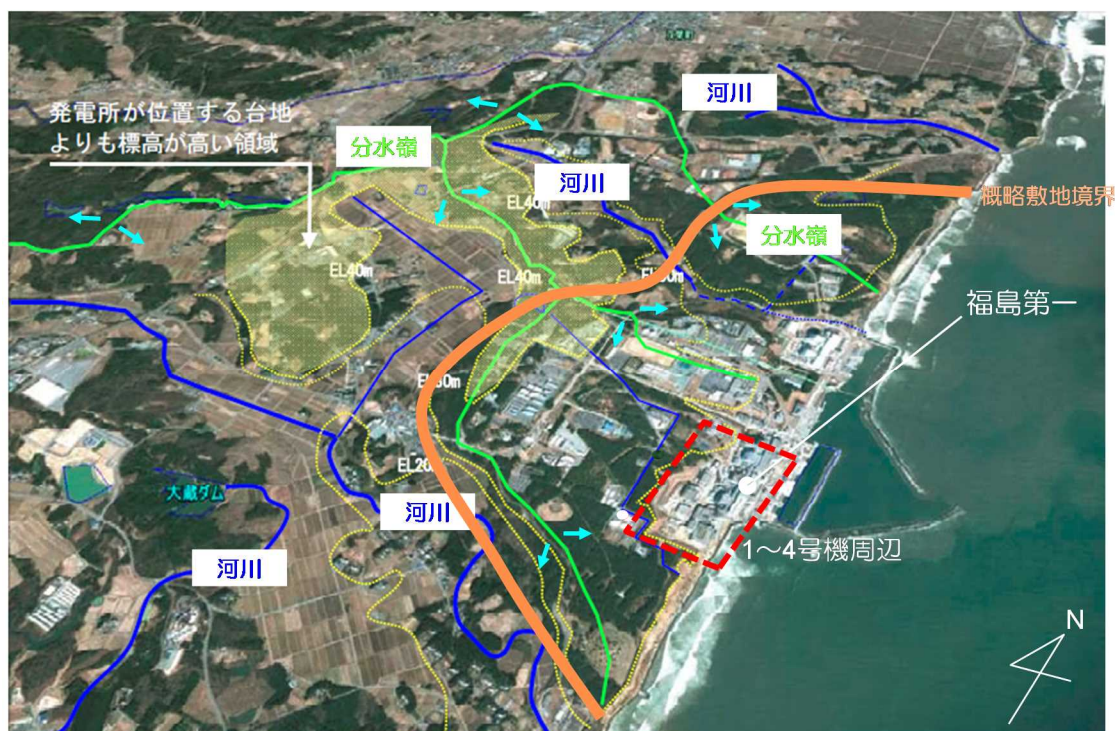 河川
発電所が位置する台地
よりも標高が高い領域
分水嶺
河川
概略敷地境界
EL40m
分水嶺
EL40m
EL40m
福島第一
EL20m
大蔵ダム
河川
河川
1～4号機周辺
N